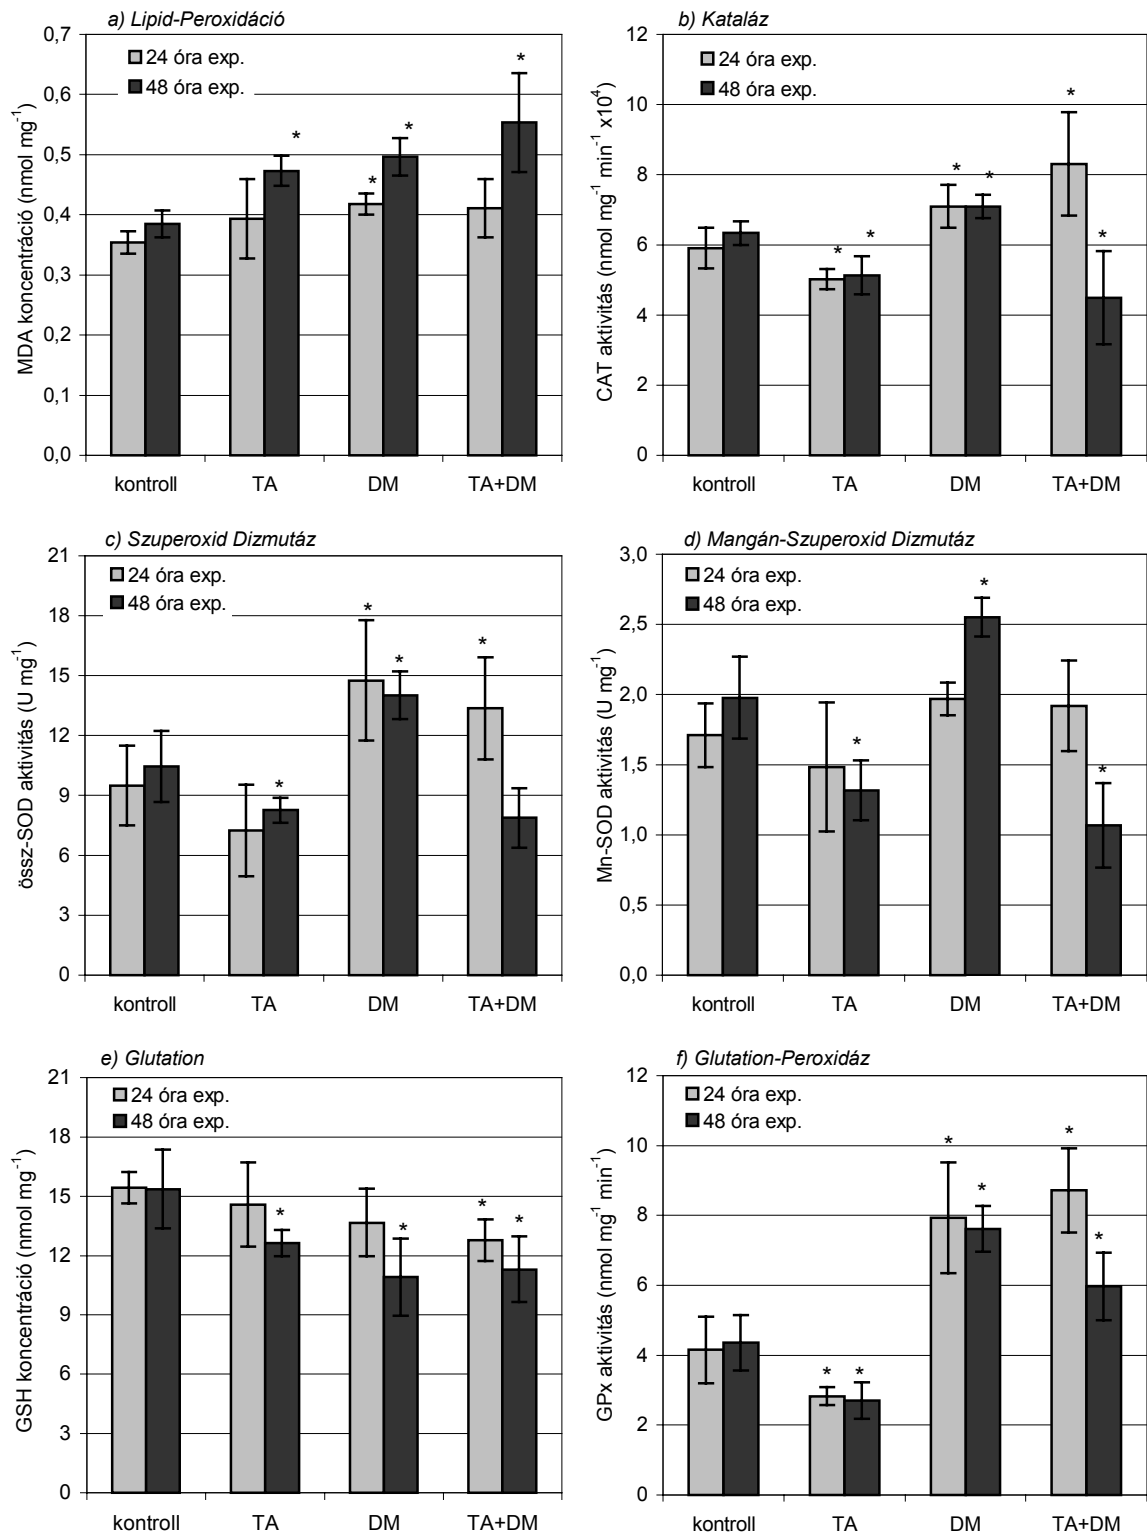 a) Lipid-Peroxidáció
MDA koncentráció (nmol mg-1)
0,7
0,6
0,5
0,4
0,3
0,2
0,1
0,0
24 óra exp.
48 óra exp.
* * * *
kontroll TA DM TA+DM
b) Kataláz
CAT aktivitás (nmol mg-1 min-1 x104)
12
10
8
6
4
2
0
24 óra exp.
48 óra exp.
* * * * * *
kontroll TA DM TA+DM
c) Szuperoxid Dizmutáz
össz-SOD aktivitás (U mg-1)
21
18
15
12
9
6
3
0
24 óra exp.
48 óra exp.
* * * *
kontroll TA DM TA+DM
d) Mangán-Szuperoxid Dizmutáz
Mn-SOD aktivitás (U mg-1)
3,0
2,5
2,0
1,5
1,0
0,5
0,0
24 óra exp.
48 óra exp.
* * *
kontroll TA DM TA+DM
e) Glutation
GSH koncentráció (nmol mg-1)
21
18
15
12
9
6
3
0
24 óra exp.
48 óra exp.
* * * *
kontroll TA DM TA+DM
f) Glutation-Peroxidáz
GPx aktivitás (nmol mg-1 min-1)
12
10
8
6
4
2
0
24 óra exp.
48 óra exp.
* * * * * *
kontroll TA DM TA+DM